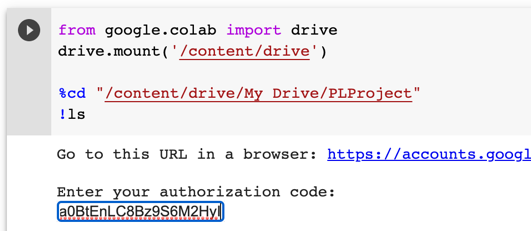 from google.colab import drive
drive.mount('/content/drive')
%cd "/content/drive/My Drive/PLProject"
!ls
Go to this URL in a browser: https://accounts.googl
Enter your authorization code:
a0BtEnLC8Bz9S6M2Hyl